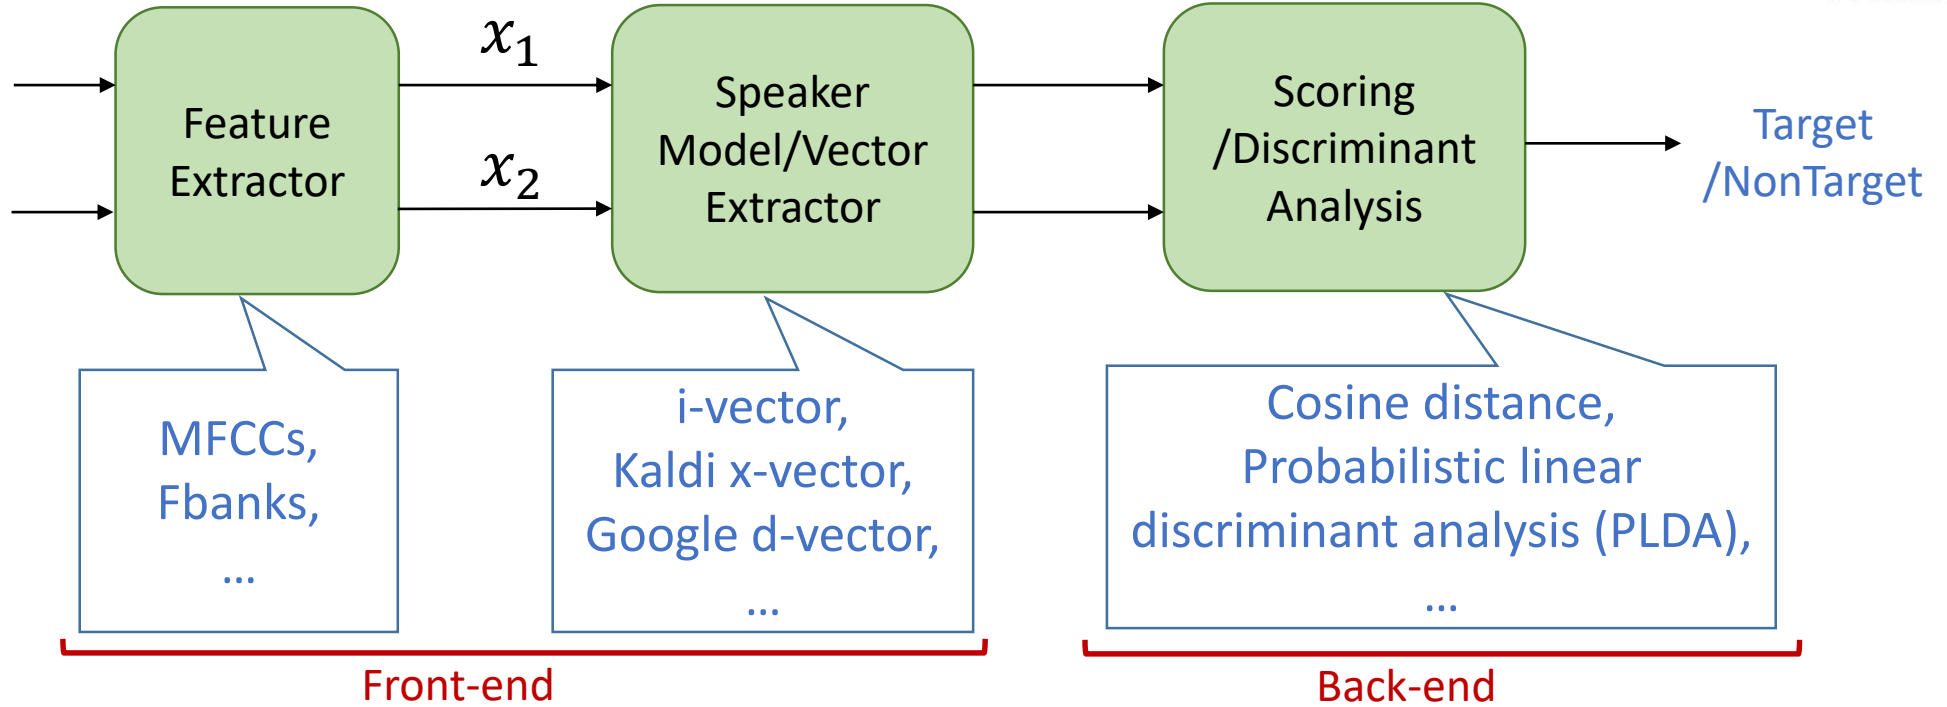 Feature
Extractor
x₁
x₂
Speaker
Model/Vector
Extractor
Scoring
/Discriminant
Analysis
Target
/NonTarget
MFCCs,
Fbanks,
...
i-vector,
Kaldi x-vector,
Google d-vector,
...
Cosine distance,
Probabilistic linear
discriminant analysis (PLDA),
...
Front-end
Back-end